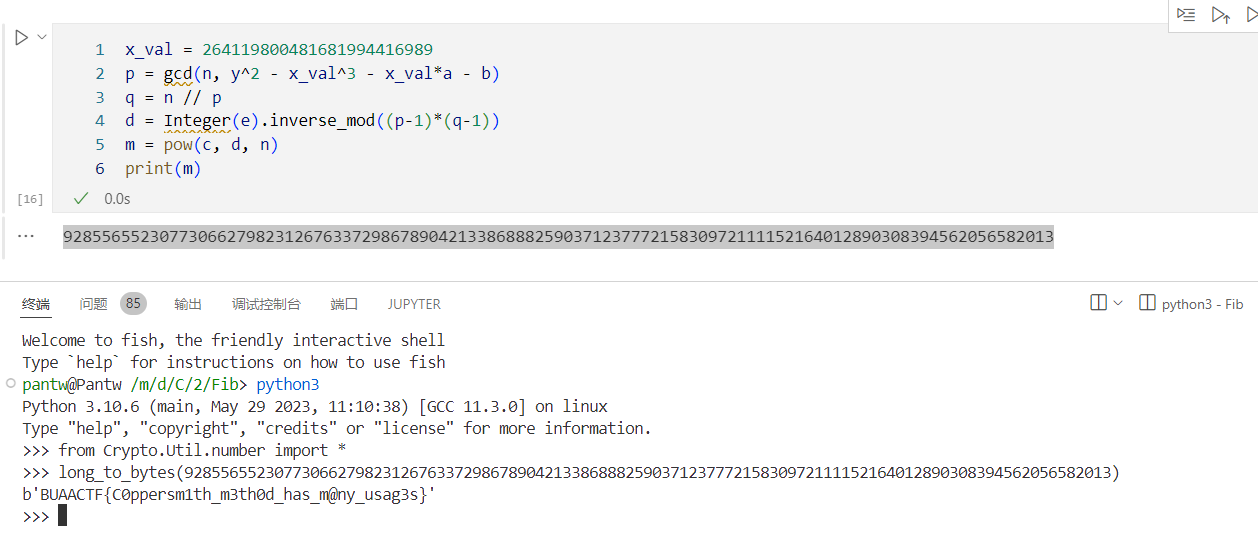 1 x_val = 264119800481681994416989
2 p = gcd(n, y^2 - x_val^3 - x_val*a - b)
3 q = n // p
4 d = Integer(e).inverse_mod((p-1)*(q-1))
5 m = pow(c, d, n)
6 print(m)
[16] 0.0s
9285565523077306627982312676337298678904213386888259037123777215830972111152164012890308394562056582013
终端 问题 85 输出 调试控制台 端口 JUPYTER python3 - Fib
Welcome to fish, the friendly interactive shell
Type `help` for instructions on how to use fish
pantw@Pantw /m/d/C/2/Fib> python3
Python 3.10.6 (main, May 29 2023, 11:10:38) [GCC 11.3.0] on linux
Type "help", "copyright", "credits" or "license" for more information.
>>> from Crypto.Util.number import *
>>> long_to_bytes(9285565523077306627982312676337298678904213386888259037123777215830972111152164012890308394562056582013)
b'BUAACTF{C0ppersm1th_m3th0d_has_m@ny_usag3s}'
>>>